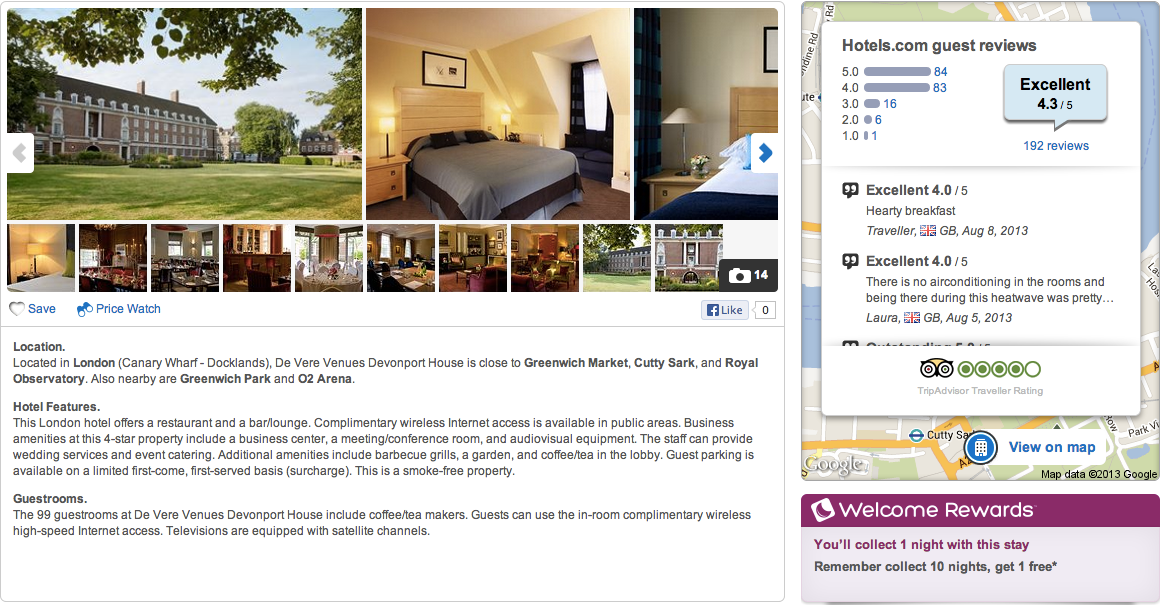 14
Save
Price Watch
Like
0
Location.
Located in London (Canary Wharf - Docklands), De Vere Venues Devonport House is close to Greenwich Market, Cutty Sark, and Royal
Observatory. Also nearby are Greenwich Park and O2 Arena.
Hotel Features.
This London hotel offers a restaurant and a bar/lounge. Complimentary wireless Internet access is available in public areas. Business
amenities at this 4-star property include a business center, a meeting/conference room, and audiovisual equipment. The staff can provide
wedding services and event catering. Additional amenities include barbecue grills, a garden, and coffee/tea in the lobby. Guest parking is
available on a limited first-come, first-served basis (surcharge). This is a smoke-free property.
Guestrooms.
The 99 guestrooms at De Vere Venues Devonport House include coffee/tea makers. Guests can use the in-room complimentary wireless
high-speed Internet access. Televisions are equipped with satellite channels.
Hotels.com guest reviews
5.0 84
4.0 83
3.0 16
2.0 6
1.0 1
Excellent
4.3 / 5
192 reviews
Excellent 4.0 / 5
Hearty breakfast
Traveller, GB, Aug 8, 2013
Excellent 4.0 / 5
There is no airconditioning in the rooms and
being there during this heatwave was pretty…
Laura, GB, Aug 5, 2013
Outstanding 5.0 / 5
TripAdvisor Traveller Rating
Cutty Sa
View on map
Park Vi
Row
Rd
Google
Map data ©2013 Google
Welcome Rewards
You'll collect 1 night with this stay
Remember collect 10 nights, get 1 free*